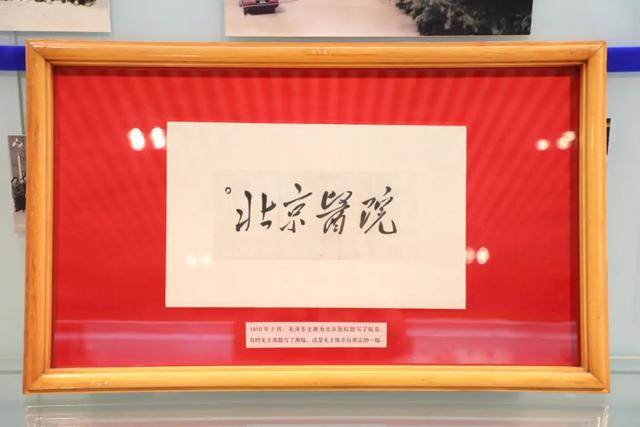 北京醫院
1950年2月，毛泽东主席为北京医院题写了院名。
当时毛主席题写了两幅，这是毛主席亲自圈定的一幅。